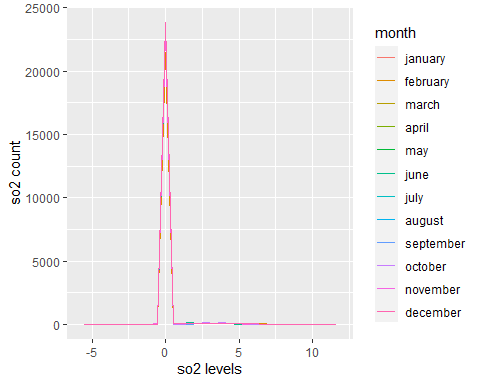 25000
20000
15000
10000
5000
0
so2 count
-5
0
5
10
so2 levels
month
january
february
march
april
may
june
july
august
september
october
november
december